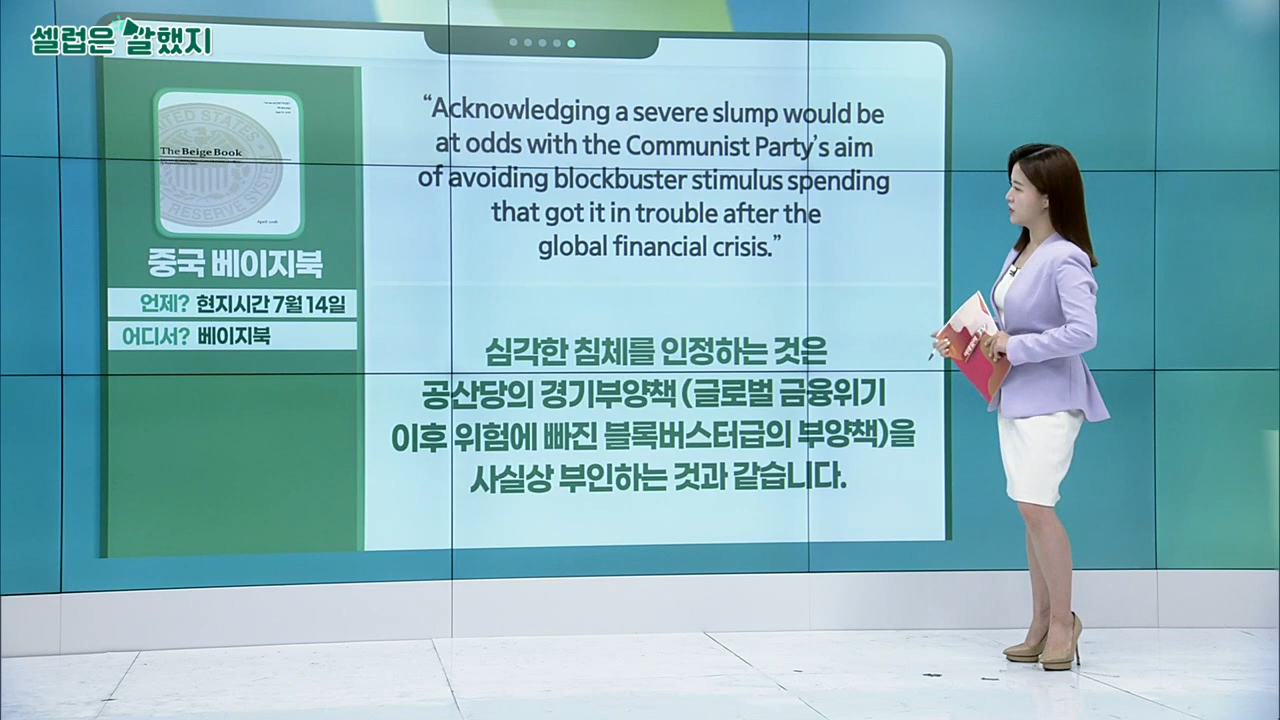 셀럽은 말했지
The Beige Book
중국 베이지북
언제? 현지시간 7월 14일
어디서? 베이지북
“Acknowledging a severe slump would be
at odds with the Communist Party’s aim
of avoiding blockbuster stimulus spending
that got it in trouble after the
global financial crisis.”
심각한 침체를 인정하는 것은
공산당의 경기부양책 (글로벌 금융위기
이후 위험에 빠진 블록버스터급의 부양책)을
사실상 부인하는 것과 같습니다.